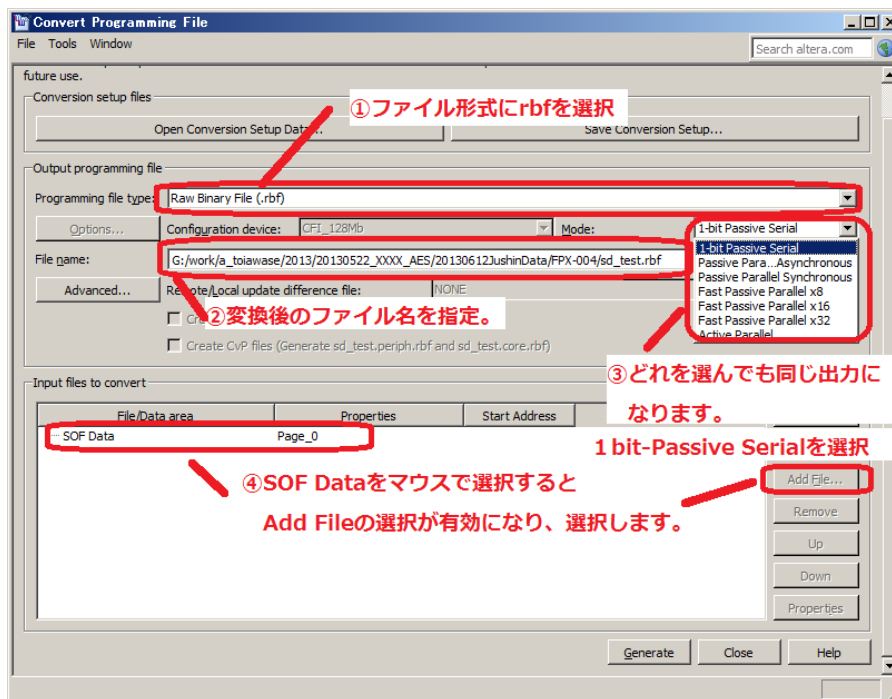 Convert Programming File
File Tools Window
Search altera.com
future use.
Conversion setup files
①ファイル形式にrbfを選択
Open Conversion Setup Data...
Save Conversion Setup...
Output programming file
Programming file type:
Raw Binary File (.rbf)
Options...
Configuration device:
CFI_128Mb
Mode:
1-bit Passive Serial
1-bit Passive Serial
Passive Para...Asynchronous
Passive Parallel Synchronous
Fast Passive Parallel x8
Fast Passive Parallel x16
Fast Passive Parallel x32
Active Parallel
File name:
G:/work/a_toiawase/2013/20130522_XXXX_AES/20130612JushinData/FPX-004/sd_test.rbf
Advanced...
Remote/Local update difference file:
NONE
②変換後のファイル名を指定。
Create CvP files (Generate sd_test.periph.rbf and sd_test.core.rbf)
③どれを選んでも同じ出力に
なります。
1bit-Passive Serialを選択
Input files to convert
File/Data area
Properties
Start Address
SOF Data
Page_0
④SOF Dataをマウスで選択すると
Add Fileの選択が有効になり、選択します。
Add File...
Remove
Up
Down
Properties
Generate
Close
Help